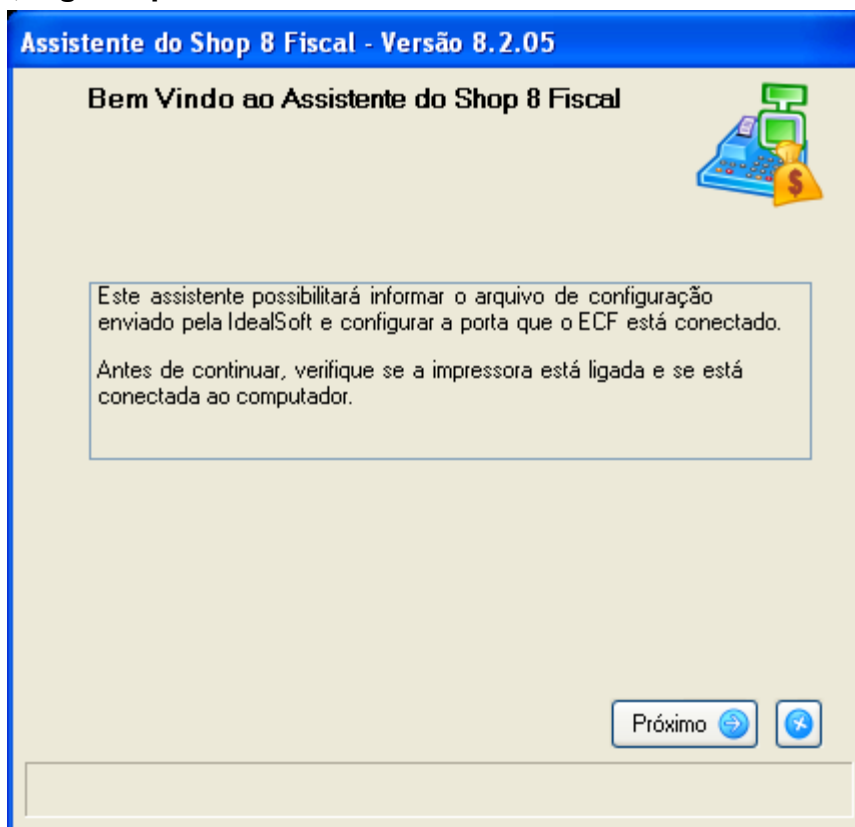 Assistente do Shop 8 Fiscal - Versão 8.2.05
Bem Vindo ao Assistente do Shop 8 Fiscal
$
Este assistente possibilitará informar o arquivo de configuração
enviado pela IdealSoft e configurar a porta que o ECF está conectado.
Antes de continuar, verifique se a impressora está ligada e se está
conectada ao computador.
Próximo